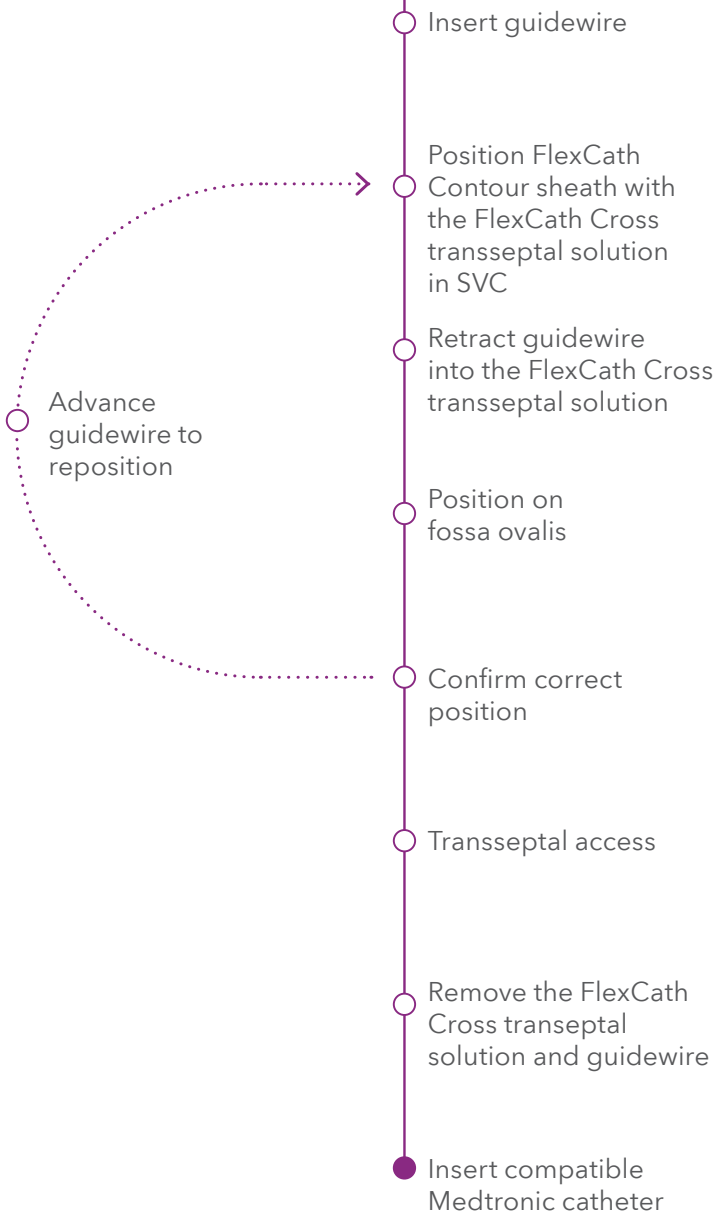 Insert guidewire
Position FlexCath
Contour sheath with
the FlexCath Cross
transseptal solution
in SVC
Retract guidewire
into the FlexCath Cross
transseptal solution
Advance
guidewire to
reposition
Position on
fossa ovalis
Confirm correct
position
Transseptal access
Remove the FlexCath
Cross transeptal
solution and guidewire
Insert compatible
Medtronic catheter